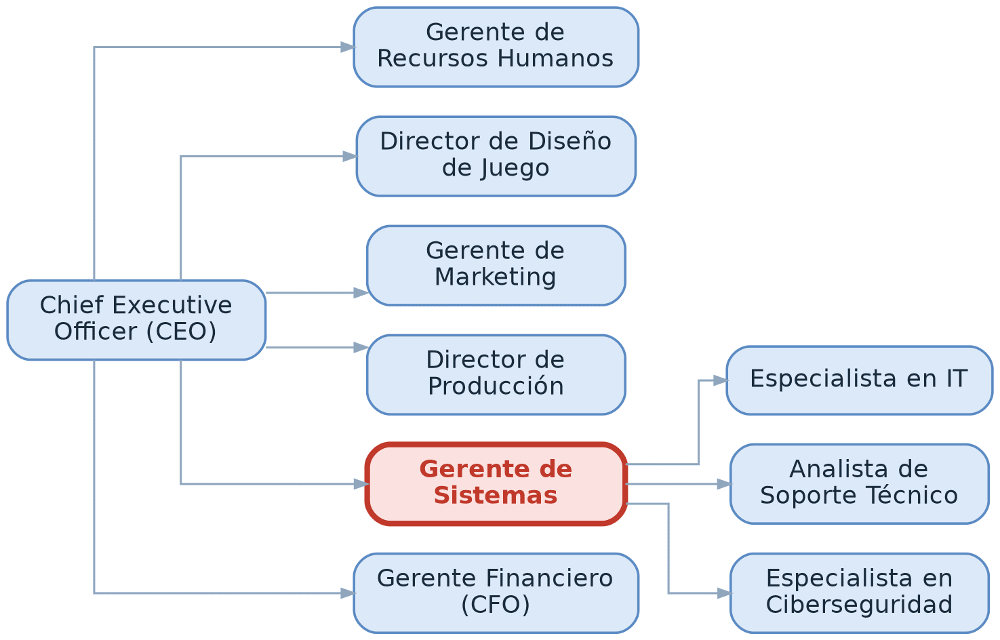 Gerente de
Recursos Humanos
Director de Diseño
de Juego
Gerente de
Marketing
Chief Executive
Officer (CEO)
Director de
Producción
Especialista en IT
Gerente de
Sistemas
Analista de
Soporte Técnico
Gerente Financiero
(CFO)
Especialista en
Ciberseguridad